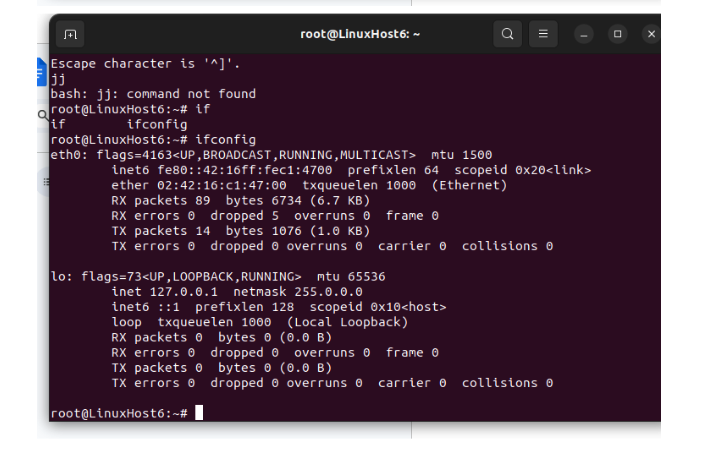 root@LinuxHost6: ~
Escape character is '^]'.
jj
bash: jj: command not found
root@LinuxHost6:~# if
if        ifconfig
root@LinuxHost6:~# ifconfig
eth0: flags=4163<UP,BROADCAST,RUNNING,MULTICAST>  mtu 1500
        inet6 fe80::42:16ff:fec1:4700  prefixlen 64  scopeid 0x20<link>
        ether 02:42:16:c1:47:00  txqueuelen 1000  (Ethernet)
        RX packets 89  bytes 6734 (6.7 KB)
        RX errors 0  dropped 5  overruns 0  frame 0
        TX packets 14  bytes 1076 (1.0 KB)
        TX errors 0  dropped 0 overruns 0  carrier 0  collisions 0

lo: flags=73<UP,LOOPBACK,RUNNING>  mtu 65536
        inet 127.0.0.1  netmask 255.0.0.0
        inet6 ::1  prefixlen 128  scopeid 0x10<host>
        loop  txqueuelen 1000  (Local Loopback)
        RX packets 0  bytes 0 (0.0 B)
        RX errors 0  dropped 0  overruns 0  frame 0
        TX packets 0  bytes 0 (0.0 B)
        TX errors 0  dropped 0 overruns 0  carrier 0  collisions 0

root@LinuxHost6:~#